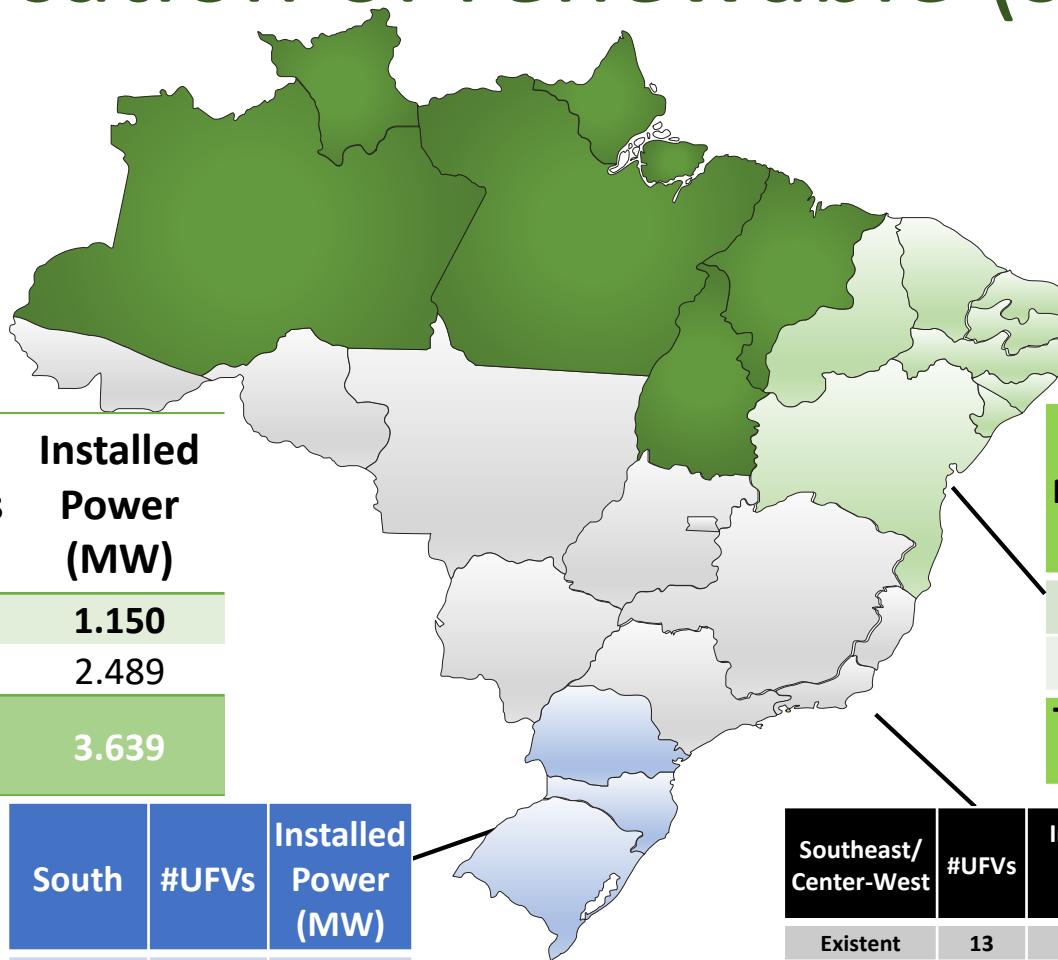 Installed
Power
(MW)
1.150
2.489
3.639
South
#UFVs
Installed
Power
(MW)
Southeast/
Center-West
#UFVs
Existent
13